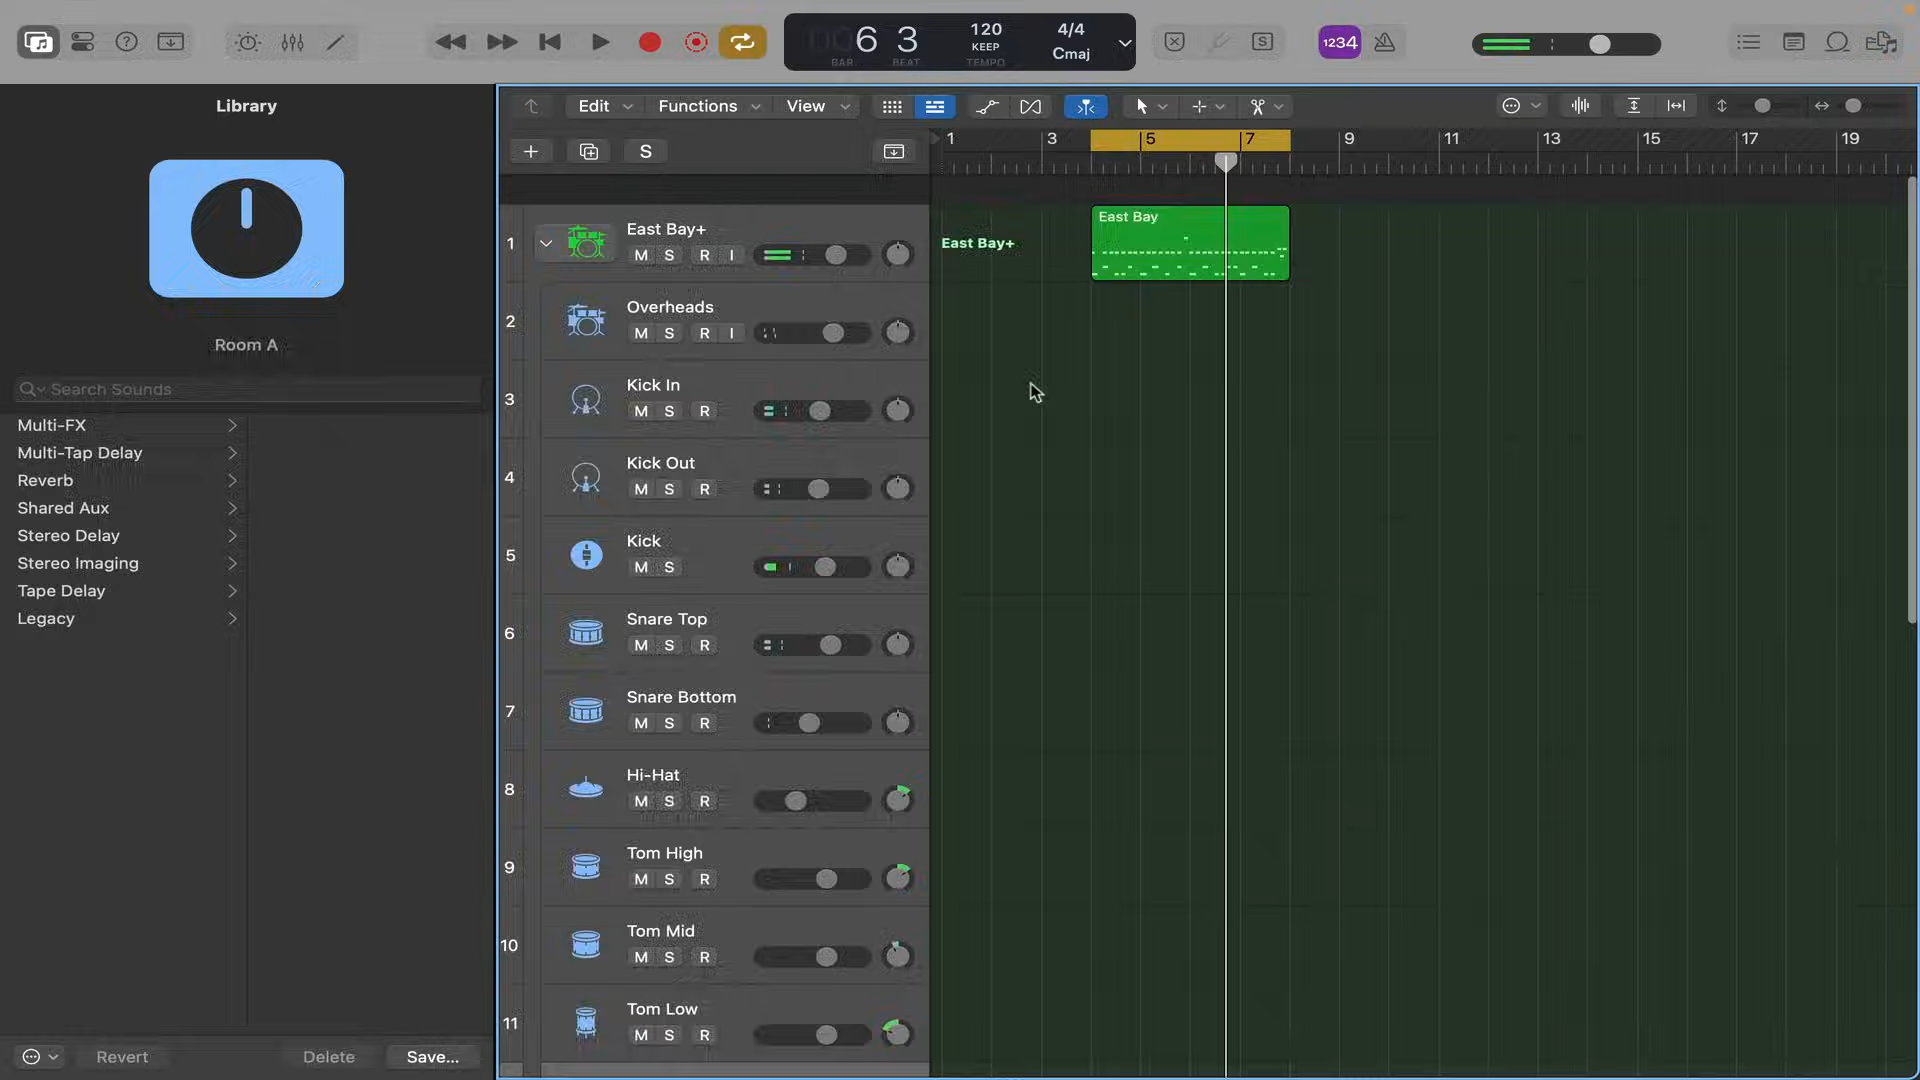 6 3
BAR BEAT
120
KEEP
TEMPO
4/4
Cmaj
S
1234
Library
Room A
Search Sounds
Multi-FX
Multi-Tap Delay
Reverb
Shared Aux
Stereo Delay
Stereo Imaging
Tape Delay
Legacy
Revert Delete Save...
Edit Functions View
S
1 3 5 7 9 11 13 15 17 19
1 East Bay+
M S R I
East Bay+
East Bay
2 Overheads
M S R I
3 Kick In
M S R
4 Kick Out
M S R
5 Kick
M S
6 Snare Top
M S R
7 Snare Bottom
M S R
8 Hi-Hat
M S R
9 Tom High
M S R
10 Tom Mid
M S R
11 Tom Low
M S R